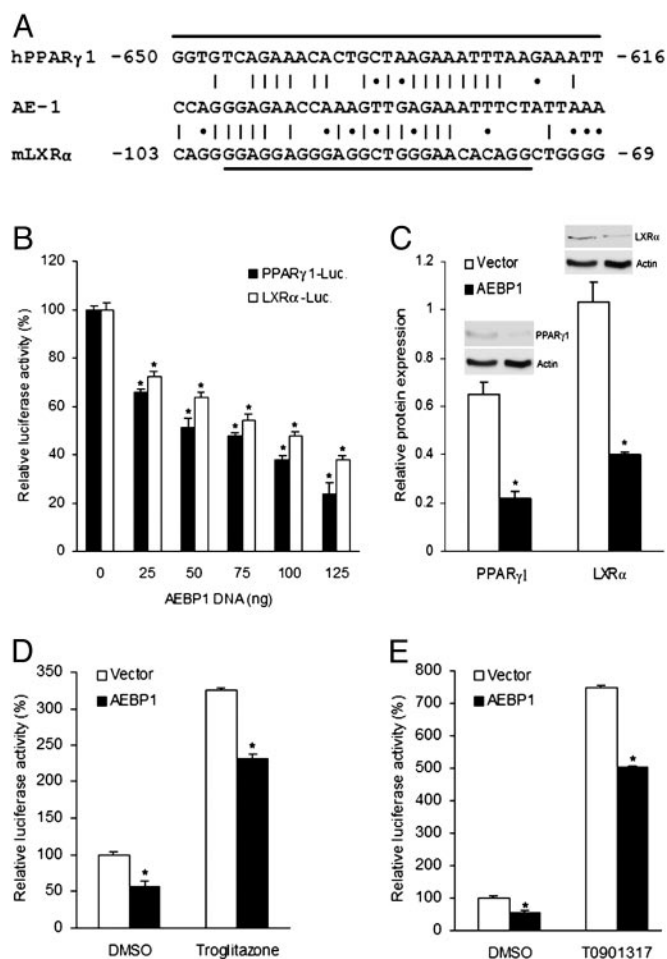 A
hPPARγ1 -650 GGTGTCAGAAACACTGCTAAGAAATTTAAGAAATT -616
AE-1 CCAGGGAGAACCAAAGTTGAGAAATTTCTATTAAA
mLXRα -103 CAGGGGAGGAGGGAGGCTGGGAACACAGGCTGGGG -69
B
120
100
80
60
40
20
0
Relative luciferase activity (%)
PPARγ1-Luc.
LXRα-Luc.
* * * * * * * * * *
0 25 50 75 100 125
AEBP1 DNA (ng)
C
1.2
1
0.8
0.6
0.4
0.2
0
Relative protein expression
Vector
AEBP1
LXRα
Actin
PPARγ1
Actin
* *
PPARγ1 LXRα
D
350
300
250
200
150
100
50
0
Relative luciferase activity (%)
Vector
AEBP1
* *
DMSO Troglitazone
E
800
700
600
500
400
300
200
100
0
Relative luciferase activity (%)
Vector
AEBP1
* *
DMSO T0901317